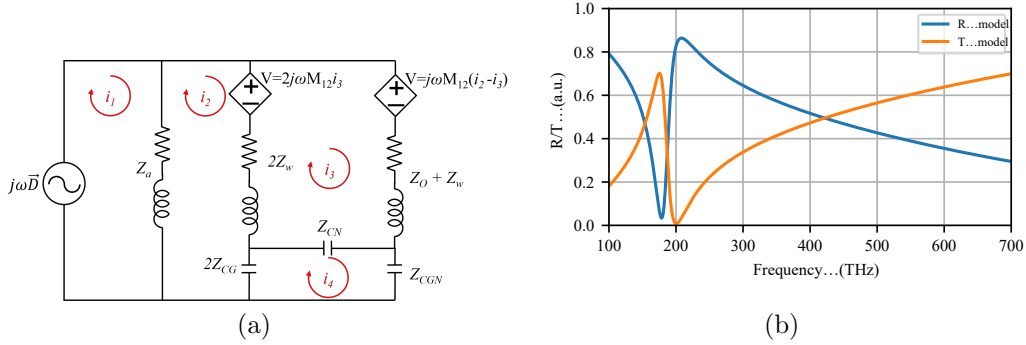 V=2jωM12i3
V=jωM12(i2-i3)
i1
i2
Za
2Zw
i3
ZO + Zw
jωD⃗
ZCN
2ZCG
i4
ZCGN
(a)
R/T …(a.u.)
1.0
0.8
0.6
0.4
0.2
0.0
R…model
T…model
100 200 300 400 500 600 700
Frequency…(THz)
(b)